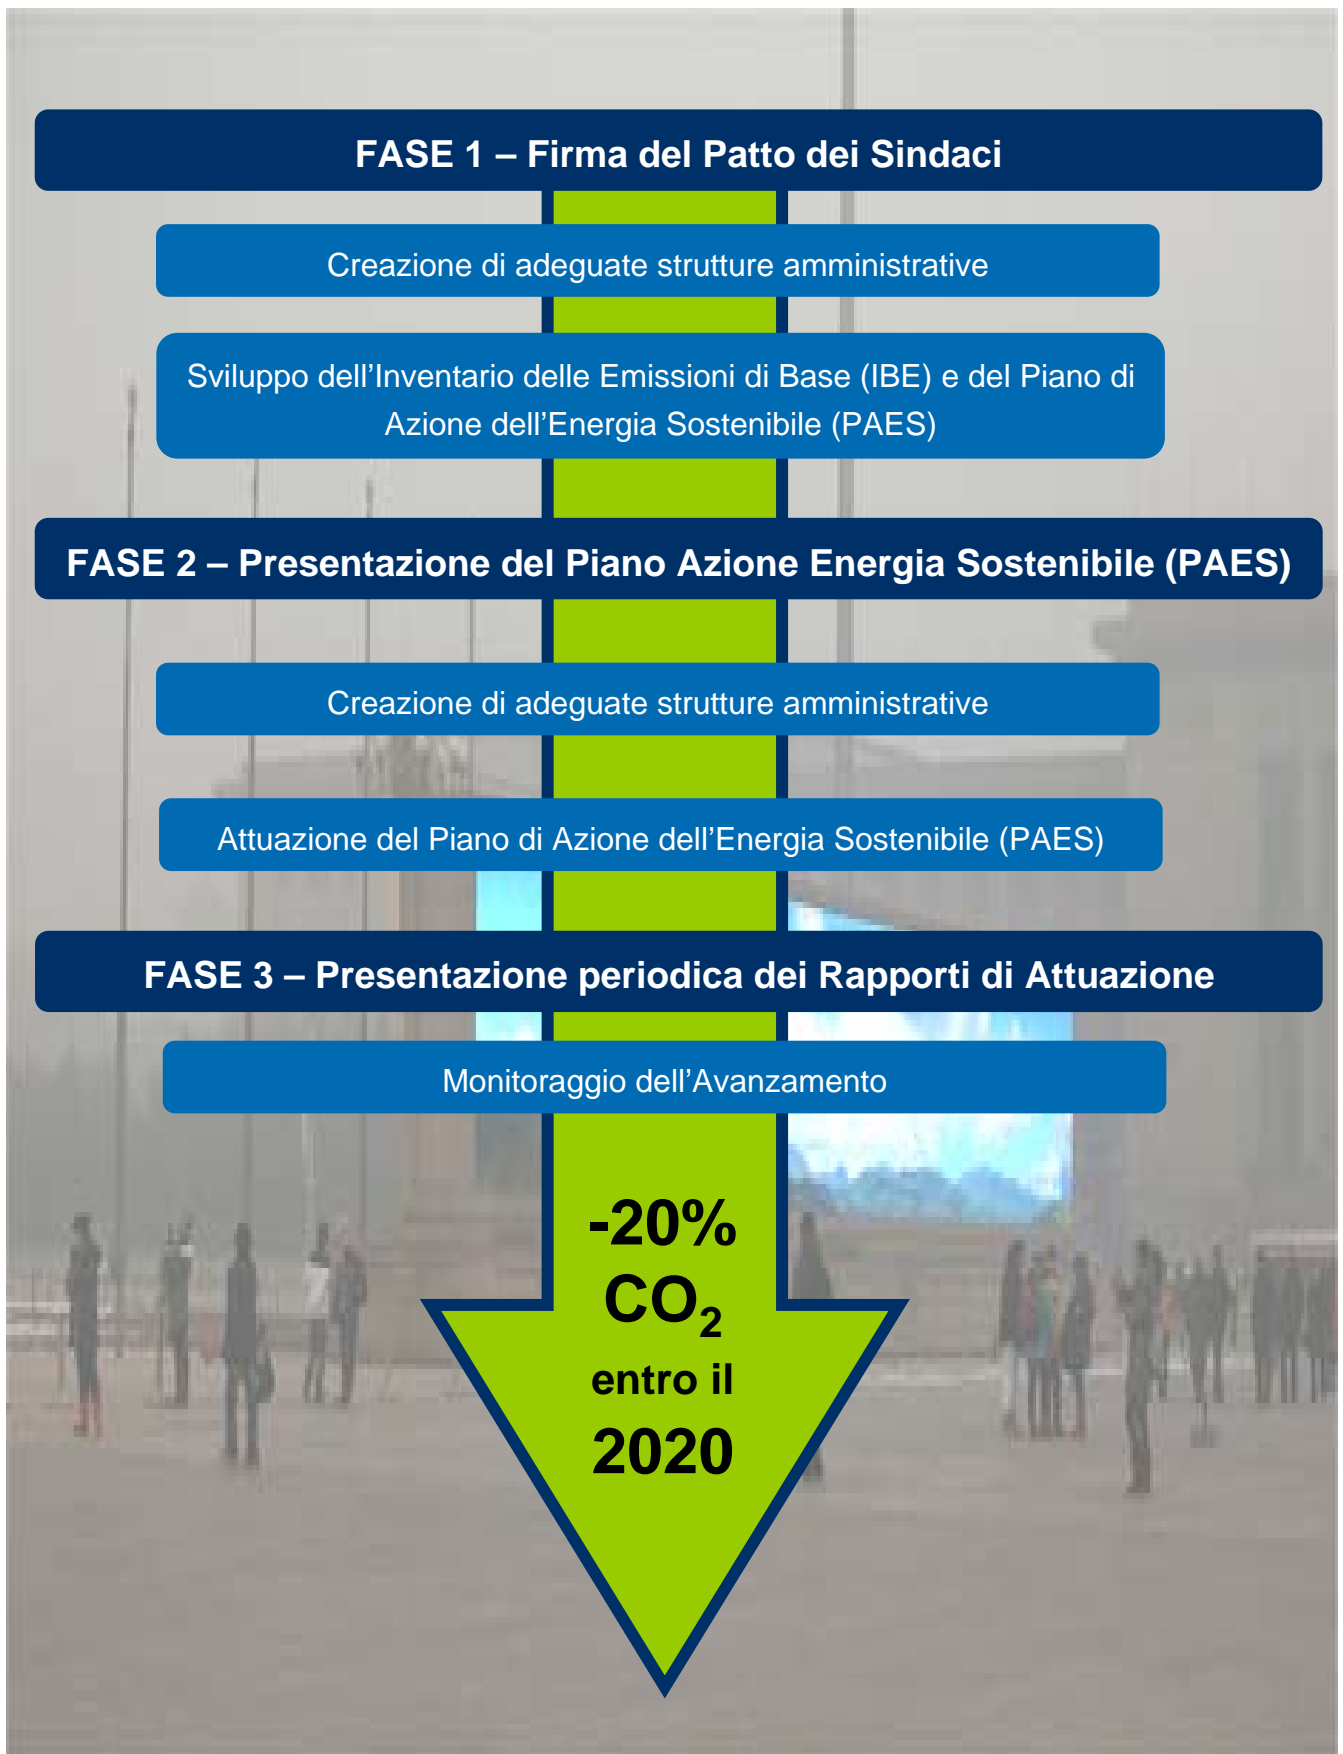 FASE 1 – Firma del Patto dei Sindaci
Creazione di adeguate strutture amministrative
Sviluppo dell’Inventario delle Emissioni di Base (IBE) e del Piano di
Azione dell’Energia Sostenibile (PAES)
FASE 2 – Presentazione del Piano Azione Energia Sostenibile (PAES)
Creazione di adeguate strutture amministrative
Attuazione del Piano di Azione dell’Energia Sostenibile (PAES)
FASE 3 – Presentazione periodica dei Rapporti di Attuazione
Monitoraggio dell’Avanzamento
-20%
CO₂
entro il
2020